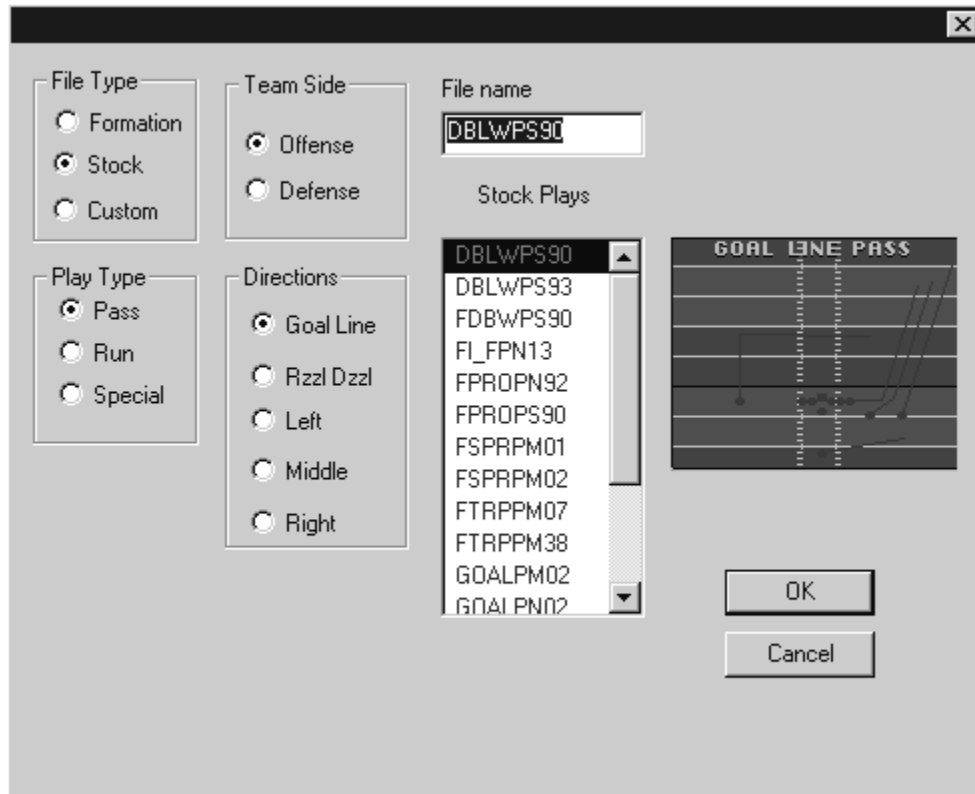 File Type
Formation
Stock
Custom
Team Side
Offense
Defense
Play Type
Pass
Run
Special
Directions
Goal Line
Rzzl Dzzl
Left
Middle
Right
File name
DBLWPS90
Stock Plays
DBLWPS90
DBLWPS93
FDBWPS90
FI_FPN13
FPROPN92
FPROPS90
FSPRPM01
FSPRPM02
FTRPPM07
FTRPPM38
GOALPM02
GOALPN02
GOAL LINE PASS
OK
Cancel